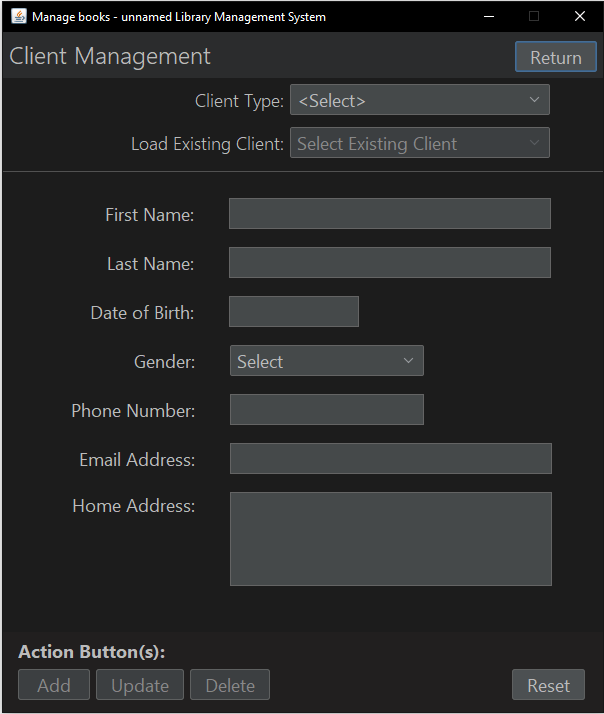 Manage books - unnamed Library Management System
Client Management
Return
Client Type: <Select>
Load Existing Client: Select Existing Client
First Name:
Last Name:
Date of Birth:
Gender: Select
Phone Number:
Email Address:
Home Address:
Action Button(s):
Add Update Delete Reset